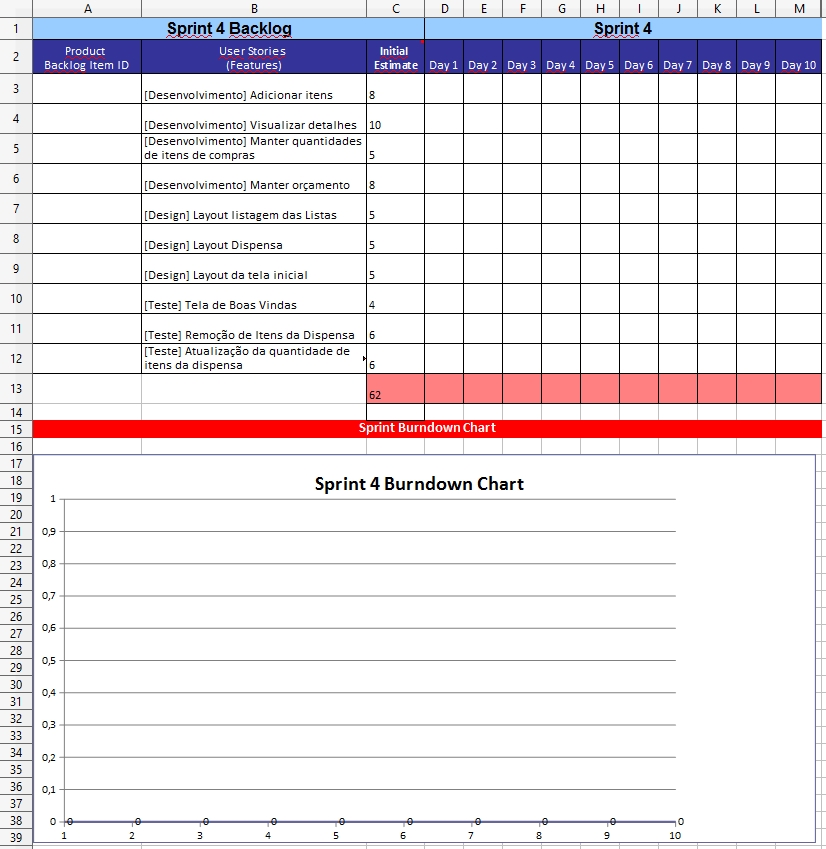 A B C D E F G H I J K L M
1 Sprint 4 Backlog Sprint 4
2 Product Backlog Item ID User Stories (Features) Initial Estimate Day 1 Day 2 Day 3 Day 4 Day 5 Day 6 Day 7 Day 8 Day 9 Day 10
3 [Desenvolvimento] Adicionar itens 8
4 [Desenvolvimento] Visualizar detalhes 10
5 [Desenvolvimento] Manter quantidades de itens de compras 5
6 [Desenvolvimento] Manter orçamento 8
7 [Design] Layout listagem das Listas 5
8 [Design] Layout Dispensa 5
9 [Design] Layout da tela inicial 5
10 [Teste] Tela de Boas Vindas 4
11 [Teste] Remoção de Itens da Dispensa 6
12 [Teste] Atualização da quantidade de itens da dispensa 6
13 62
14
15 Sprint Burndown Chart
16
17
18 Sprint 4 Burndown Chart
19 1
20
21 0,9
22
23 0,8
24
25 0,7
26
27 0,6
28
29 0,5
30
31 0,4
32
33 0,3
34
35 0,2
36
37 0,1
38 0 0 0 0 0 0 0 0 0 0 0
39 1 2 3 4 5 6 7 8 9 10